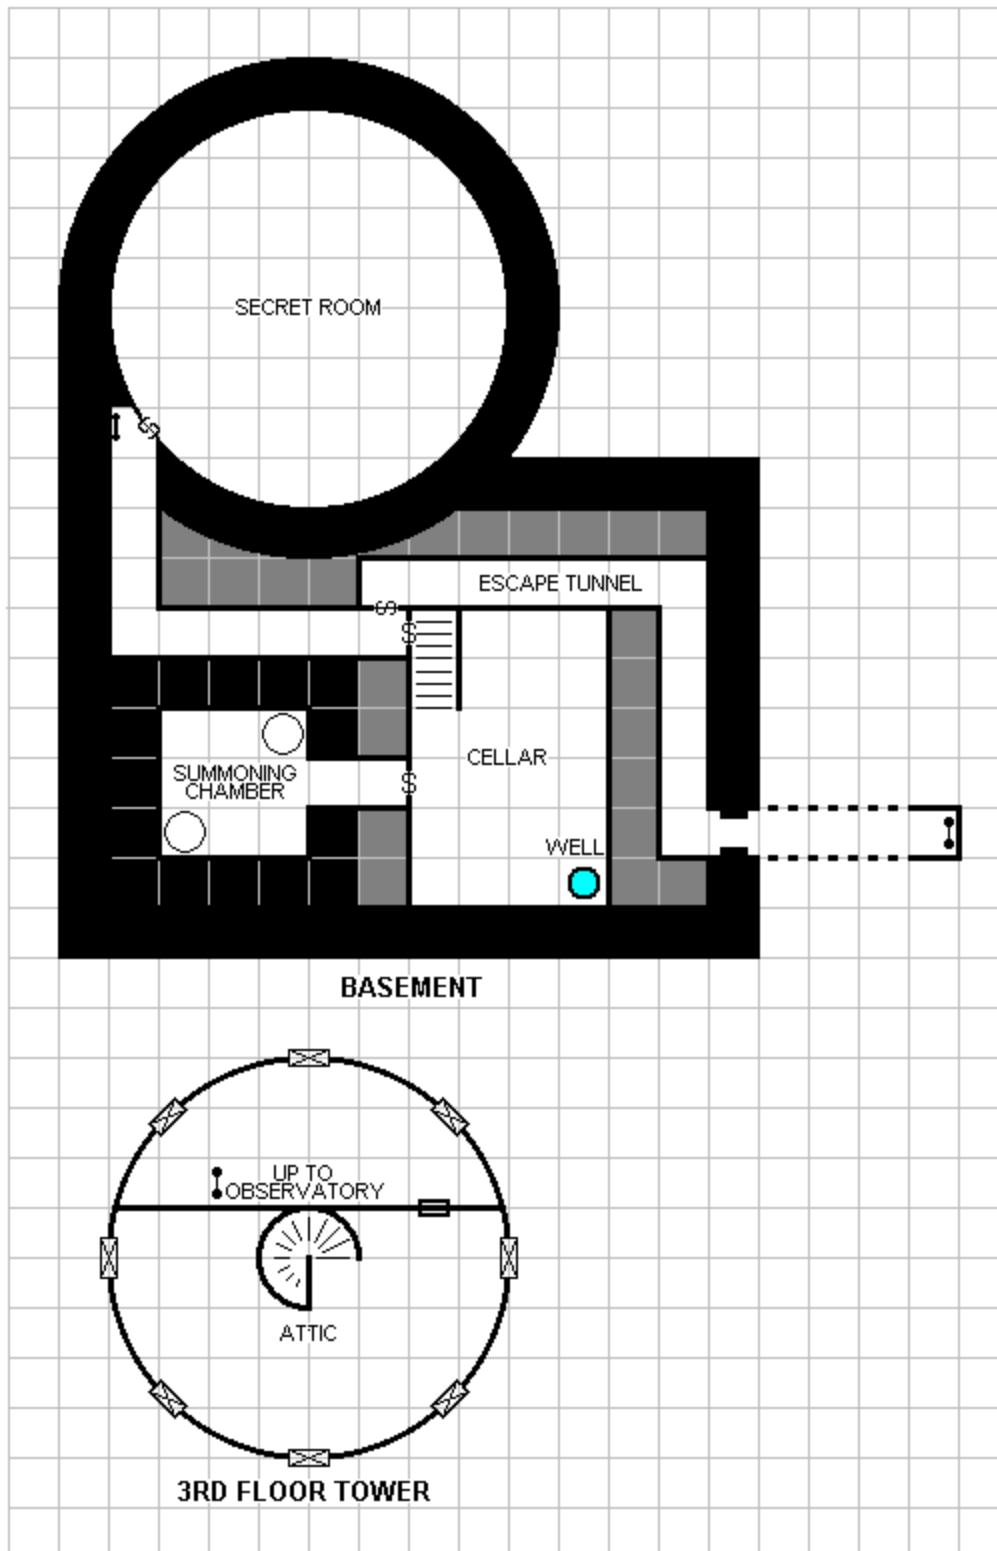 SECRET ROOM
S
ESCAPE TUNNEL
S
S
CELLAR
S
SUMMONING
CHAMBER
WELL
BASEMENT
UP TO
OBSERVATORY
ATTIC
3RD FLOOR TOWER